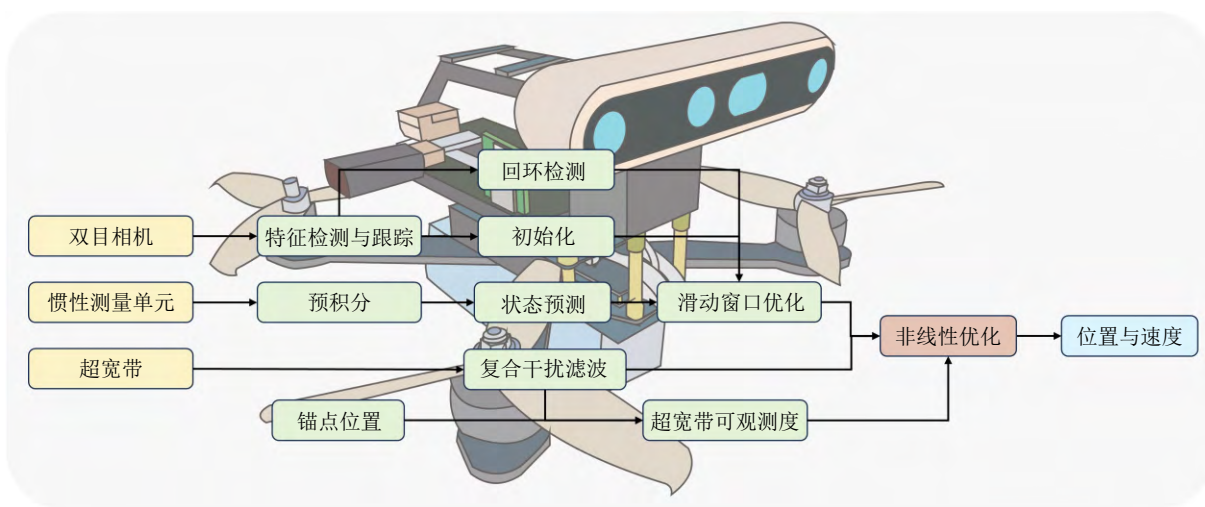 回环检测
双目相机
特征检测与跟踪
初始化
惯性测量单元
预积分
状态预测
滑动窗口优化
非线性优化
位置与速度
超宽带
复合干扰滤波
锚点位置
超宽带可观测度